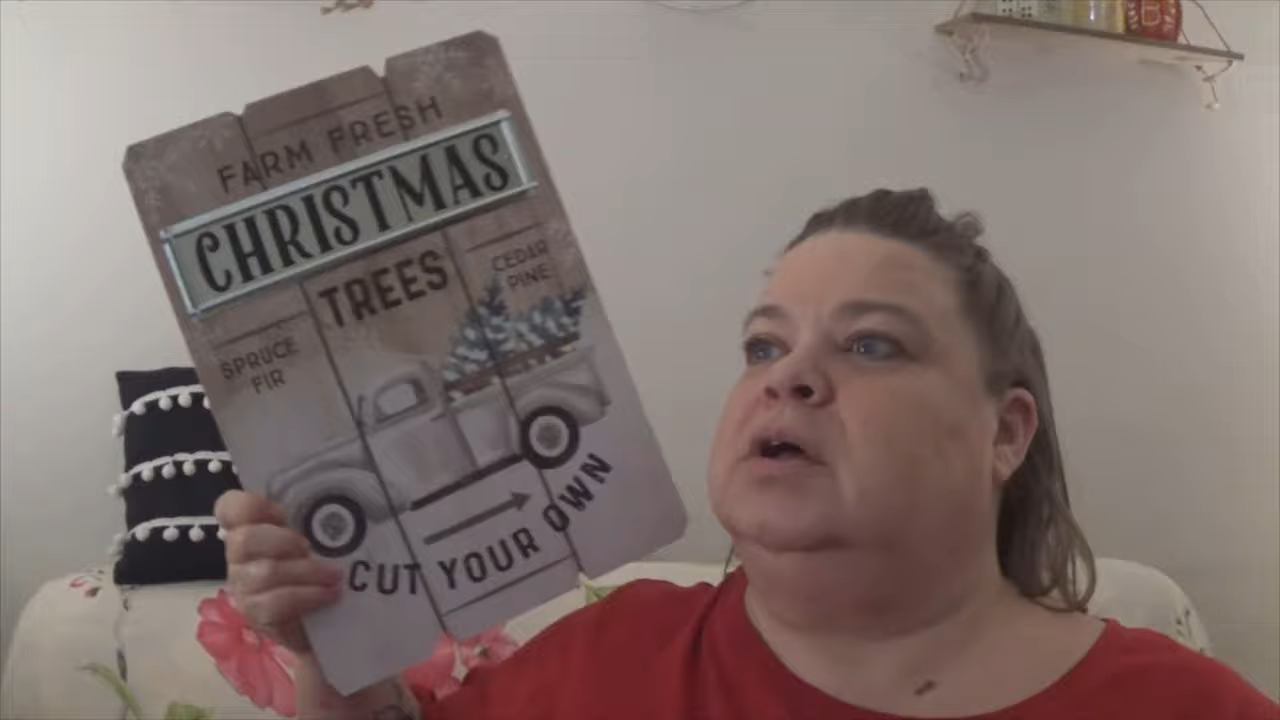 FARM FRESH
CHRISTMAS
TREES
CEDAR
PINE
SPRUCE
FIR
CUT YOUR OWN